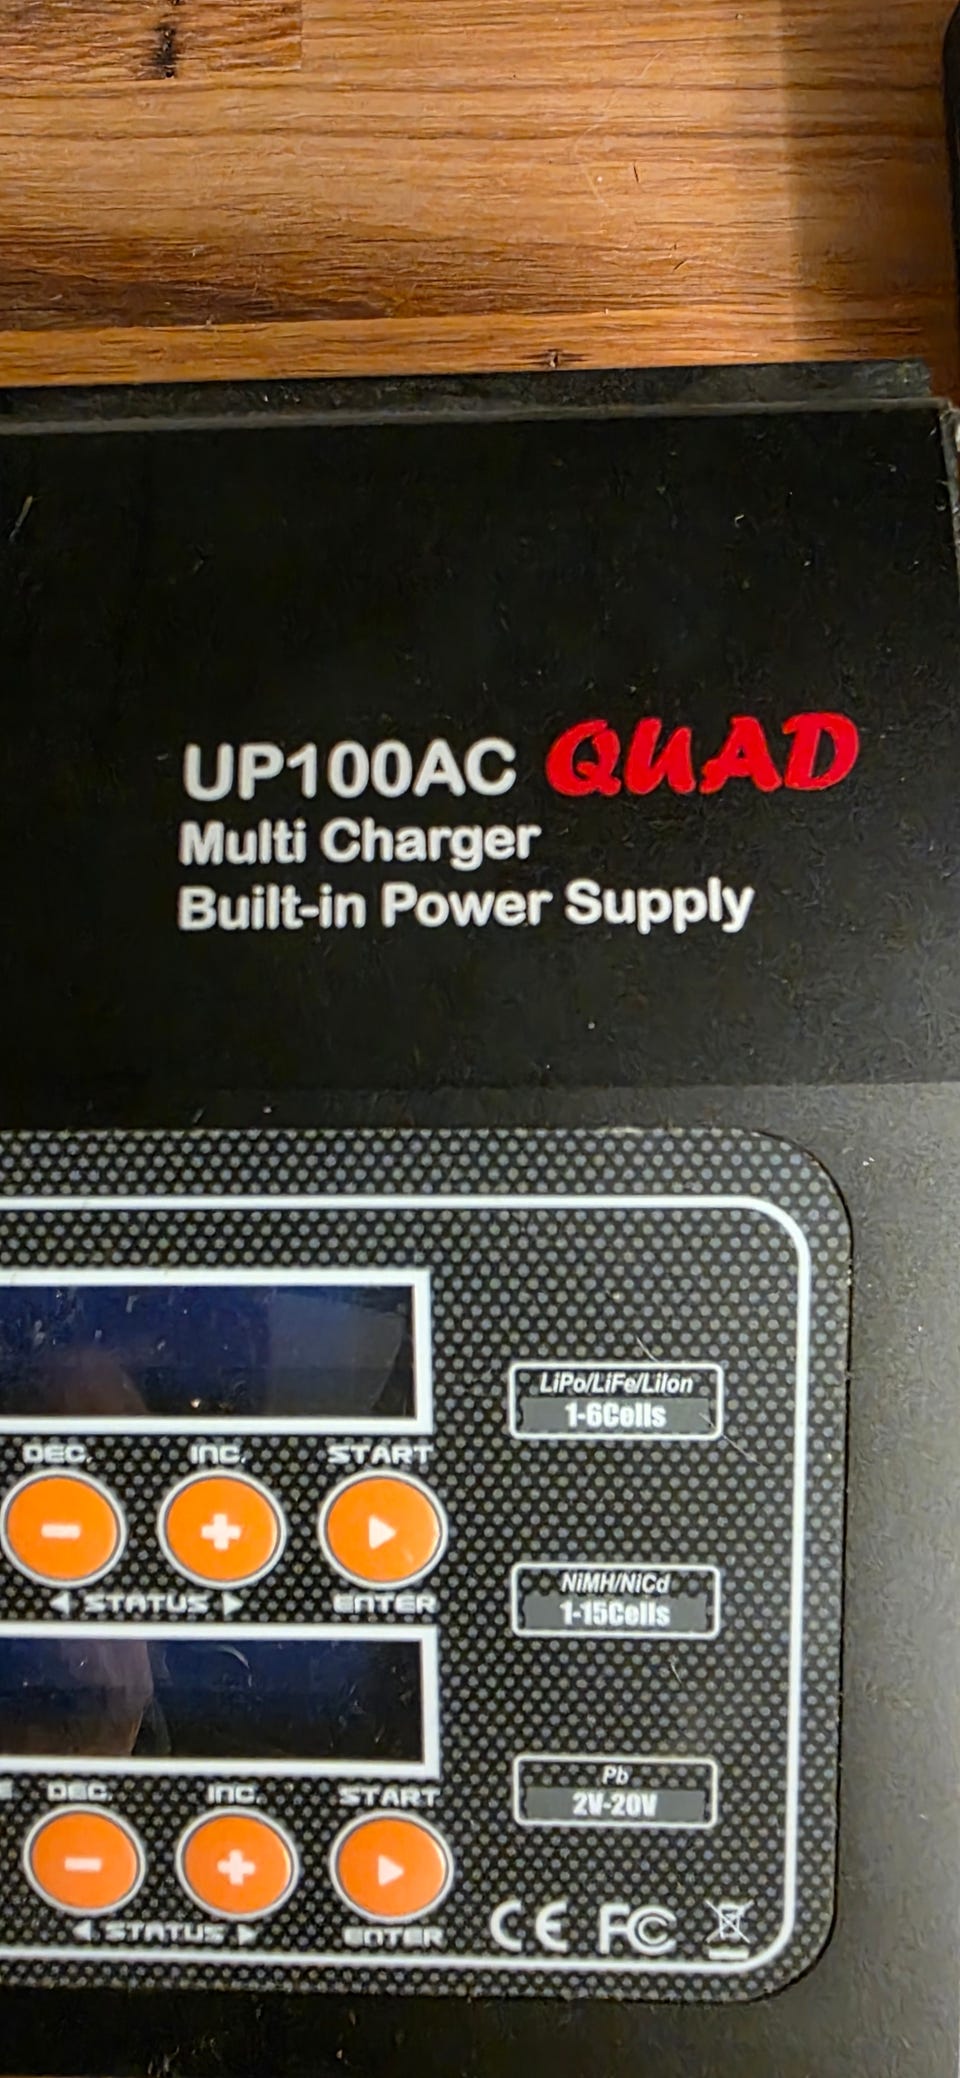 UP100AC QUAD
Multi Charger
Built-in Power Supply
LiPo/LiFe/LiIon
1-6Cells
DEC. INC. START
STATUS ENTER
NiMH/NiCd
1-15Cells
Pb
2V-20V
E DEC. INC. START
STATUS ENTER
CE FC